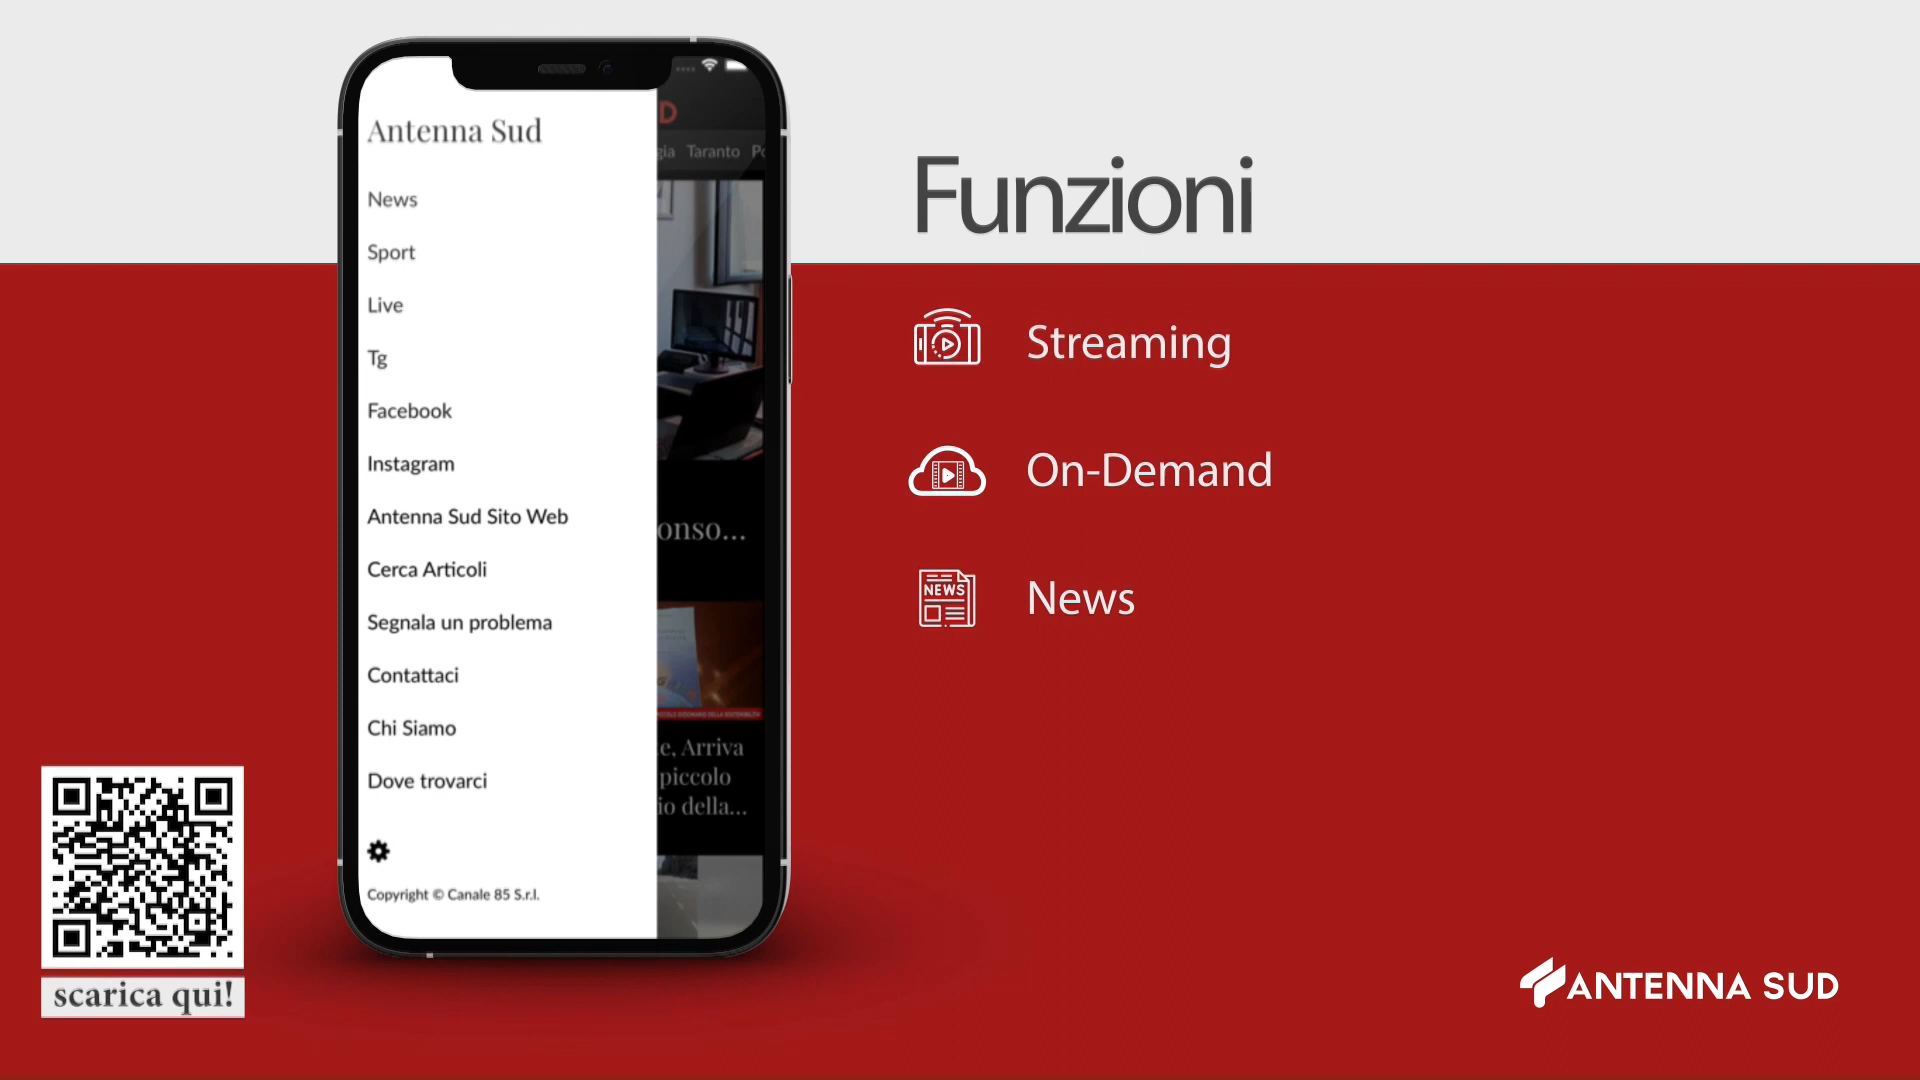 Antenna Sud
News
Sport
Live
Tg
Facebook
Instagram
Antenna Sud Sito Web
Cerca Articoli
Segnala un problema
Contattaci
Chi Siamo
Dove trovarci
Copyright © Canale 85 S.r.l.
D
gia Taranto Po
onso...
e, Arriva
piccolo
io della...
Funzioni
Streaming
On-Demand
NEWS
News
scarica qui!
ANTENNA SUD